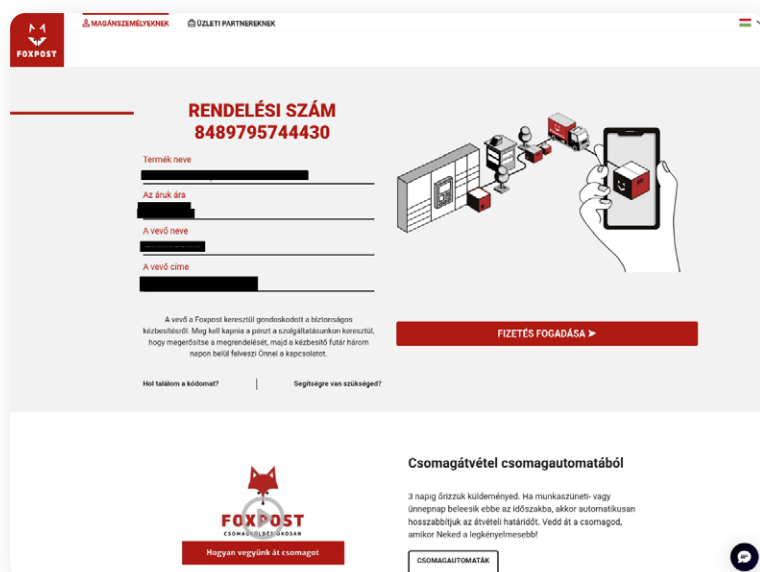 MAGÁNSZEMÉLYEKNEK
ÜZLETI PARTNEREKNEK
FOXPOST
RENDELÉSI SZÁM
8489795744430
Termék neve
Az áruk ára
A vevő neve
A vevő címe
A vevő a Foxpost keresztül gondoskodott a biztonságos
kézbesítésről. Meg kell kapnia a pénzt a szolgáltatásunkon keresztül,
hogy megerősítse a megrendelését, majd a kézbesítő futár három
napon belül felveszi Önnel a kapcsolatot.
Hol találom a kódomat?
Segítségre van szükséged?
FIZETÉS FOGADÁSA
FOXPOST
CSOMAGKÜLDÉS OKOSAN
Hogyan vegyünk át csomagot
Csomagátvétel csomagautomatából
3 napig őrizzük küldeményed. Ha munkaszüneti- vagy
ünnepnap beleesik ebbe az időszakba, akkor automatikusan
hosszabbítjuk az átvételi határidőt. Vedd át a csomagod,
amikor Neked a legkényelmesebb!
CSOMAGAUTOMATÁK